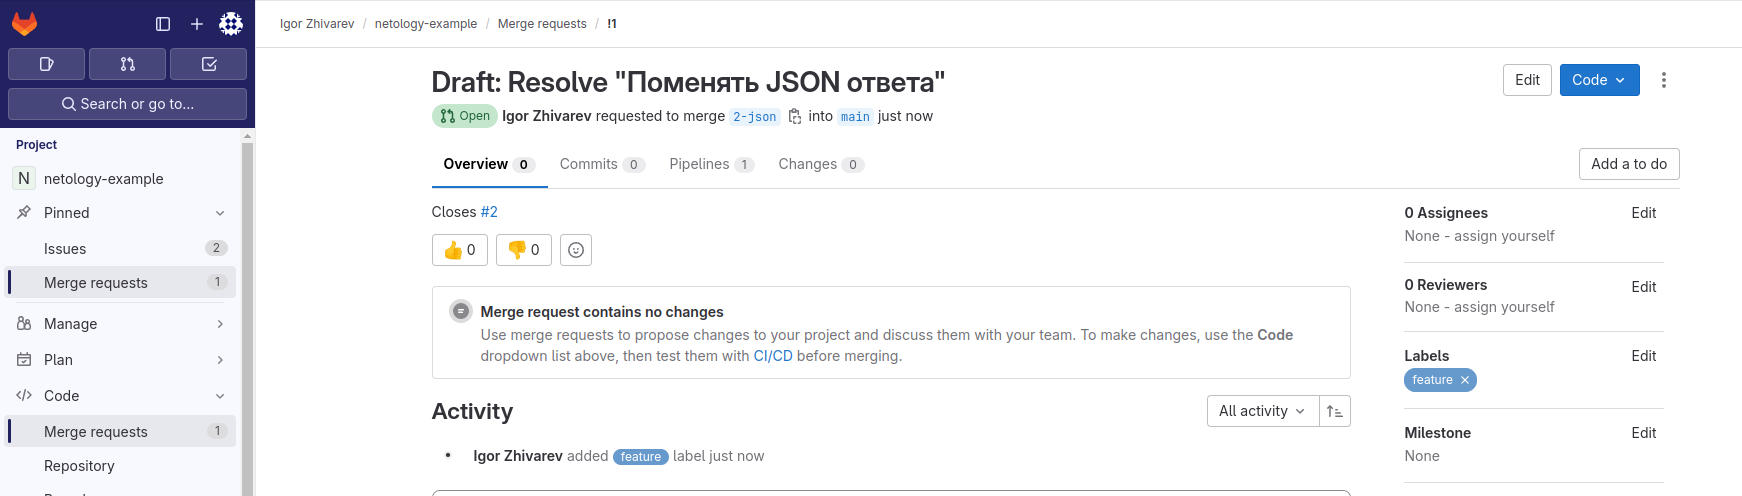 Igor Zhivarev / netology-example / Merge requests / !1
Search or go to...
Project
N netology-example
Pinned
Issues 2
Merge requests 1
Manage
Plan
Code
Merge requests 1
Repository
Draft: Resolve "Поменять JSON ответа"
Edit
Code
Open Igor Zhivarev requested to merge 2-json into main just now
Overview 0 Commits 0 Pipelines 1 Changes 0
Add a to do
Closes #2
👍 0 👎 0
Merge request contains no changes
Use merge requests to propose changes to your project and discuss them with your team. To make changes, use the Code
dropdown list above, then test them with CI/CD before merging.
Activity
All activity
Igor Zhivarev added feature label just now
0 Assignees Edit
None - assign yourself
0 Reviewers Edit
None - assign yourself
Labels Edit
feature ×
Milestone Edit
None